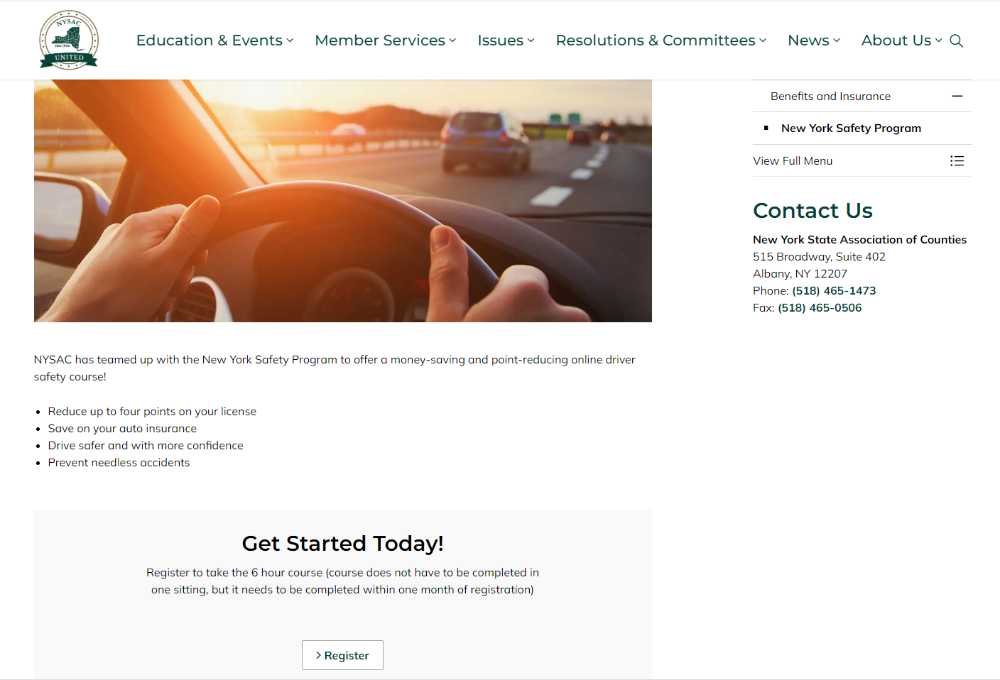 NYSAC
Since 1925
UNITED
Education & Events
Member Services
Issues
Resolutions & Committees
News
About Us
Benefits and Insurance
New York Safety Program
View Full Menu
Contact Us
New York State Association of Counties
515 Broadway, Suite 402
Albany, NY 12207
Phone: (518) 465-1473
Fax: (518) 465-0506
NYSAC has teamed up with the New York Safety Program to offer a money-saving and point-reducing online driver
safety course!
• Reduce up to four points on your license
• Save on your auto insurance
• Drive safer and with more confidence
• Prevent needless accidents
Get Started Today!
Register to take the 6 hour course (course does not have to be completed in
one sitting, but it needs to be completed within one month of registration)
Register